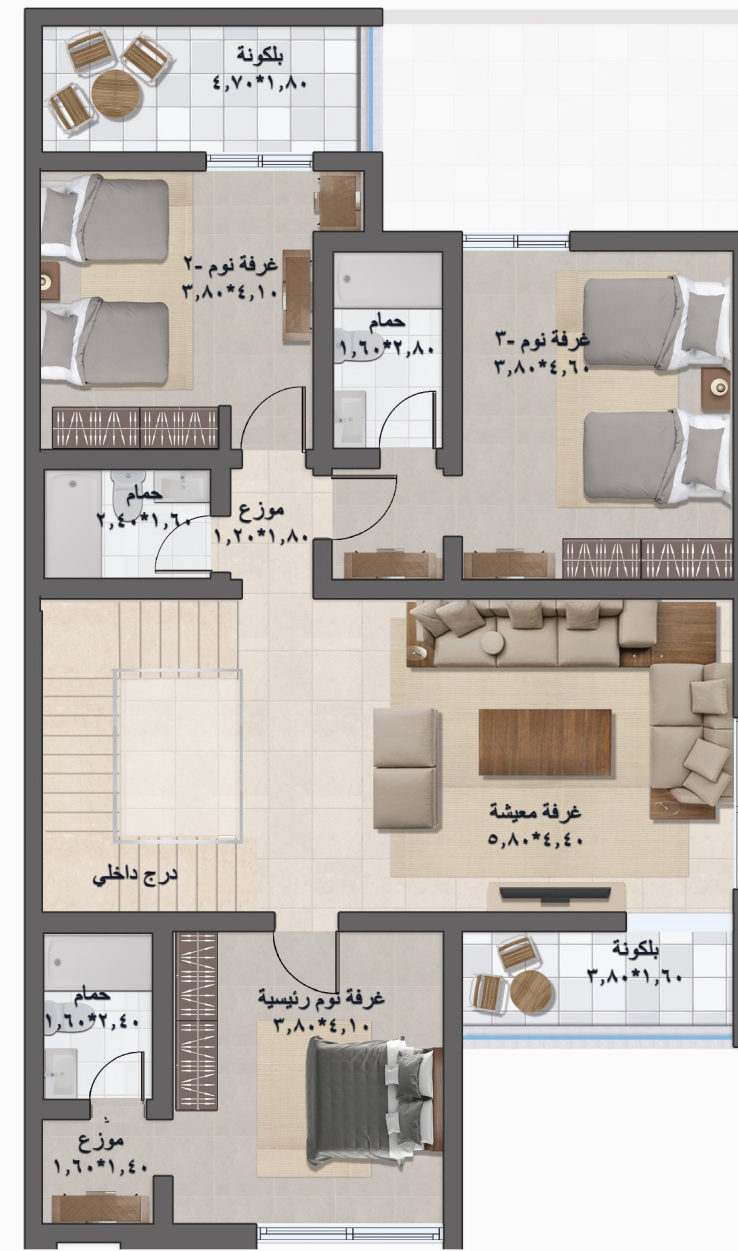 بلكونة
٤,٧٠*١,٨٠
غرفة نوم -٢
٣,٨٠*٤,١٠
حمام
١,٦٠*٢,٨٠
غرفة نوم -٣
٣,٨٠*٤,٦٠
حمام
٢,٤٠*١,٦٠
موزع
١,٢٠*١,٨٠
غرفة معيشة
٥,٨٠*٤,٤٠
درج داخلي
بلكونة
٣,٨٠*١,٦٠
حمام
١,٦٠*٢,٤٠
غرفة نوم رئيسية
٣,٨٠*٤,١٠
موزع
١,٦٠*١,٤٠